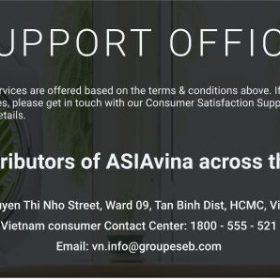 UPPORT OFFIC
rvices are offered based on the terms & conditions above. If
es, please get in touch with our Consumer Satisfaction Supp
etails.
ributors of ASIAvina across th
uyen Thi Nho Street, Ward 09, Tan Binh Dist, HCMC, Vi
Vietnam consumer Contact Center: 1800 - 555 - 521
Email: vn.info@groupeseb.com